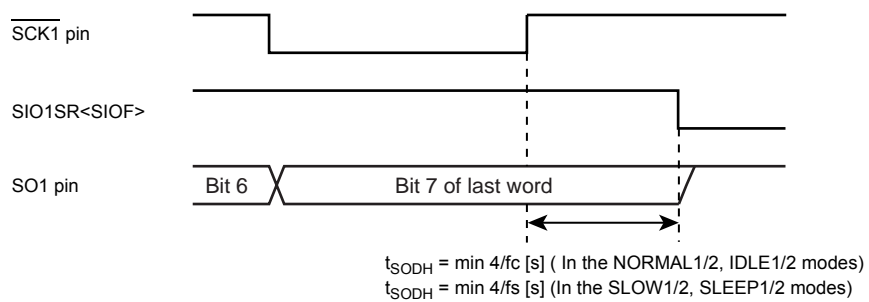 SCK1 pin
SIO1SR<SIOF>
SO1 pin
Bit 6
Bit 7 of last word
tSODH = min 4/fc [s] ( In the NORMAL1/2, IDLE1/2 modes)
tSODH = min 4/fs [s] (In the SLOW1/2, SLEEP1/2 modes)